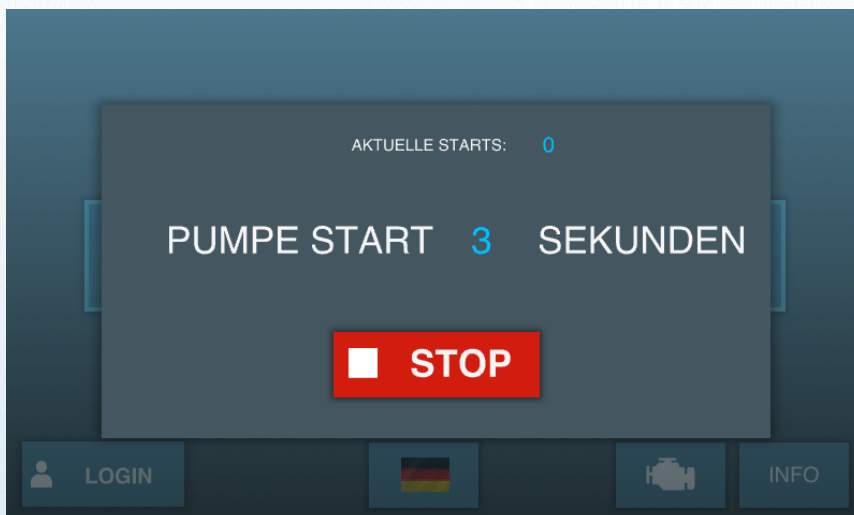 AKTUELLE STARTS: 0
PUMPE START 3 SEKUNDEN
STOP
LOGIN
INFO